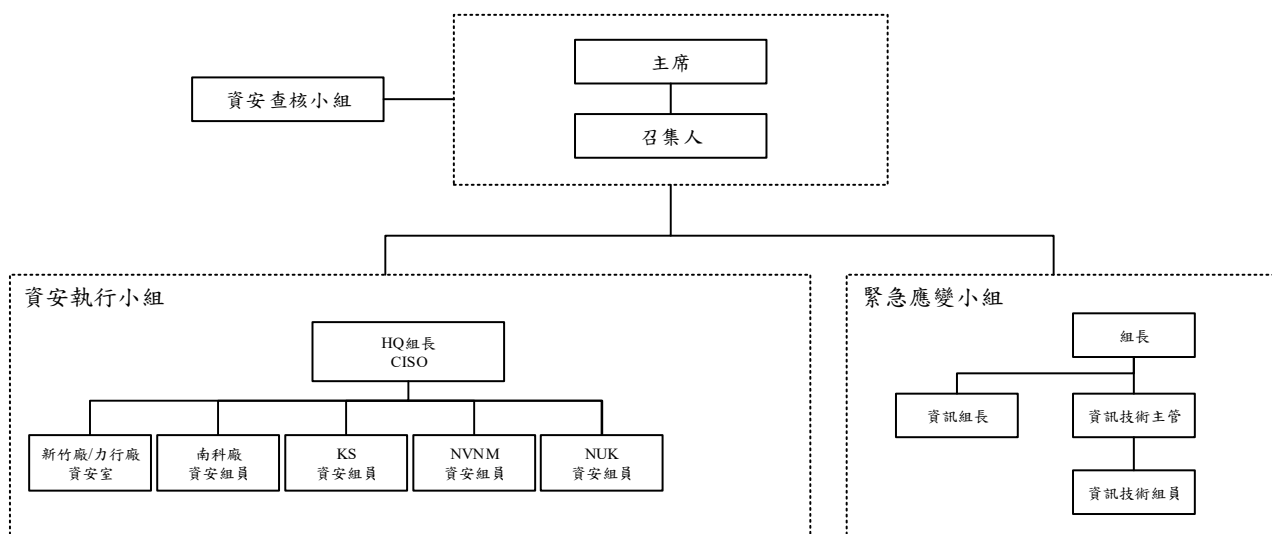 主席
資安查核小組
召集人
資安執行小組
HQ組長
CISO
新竹廠/力行廠
資安室
南科廠
資安組員
KS
資安組員
NVNM
資安組員
NUK
資安組員
緊急應變小組
組長
資訊組長
資訊技術主管
資訊技術組員